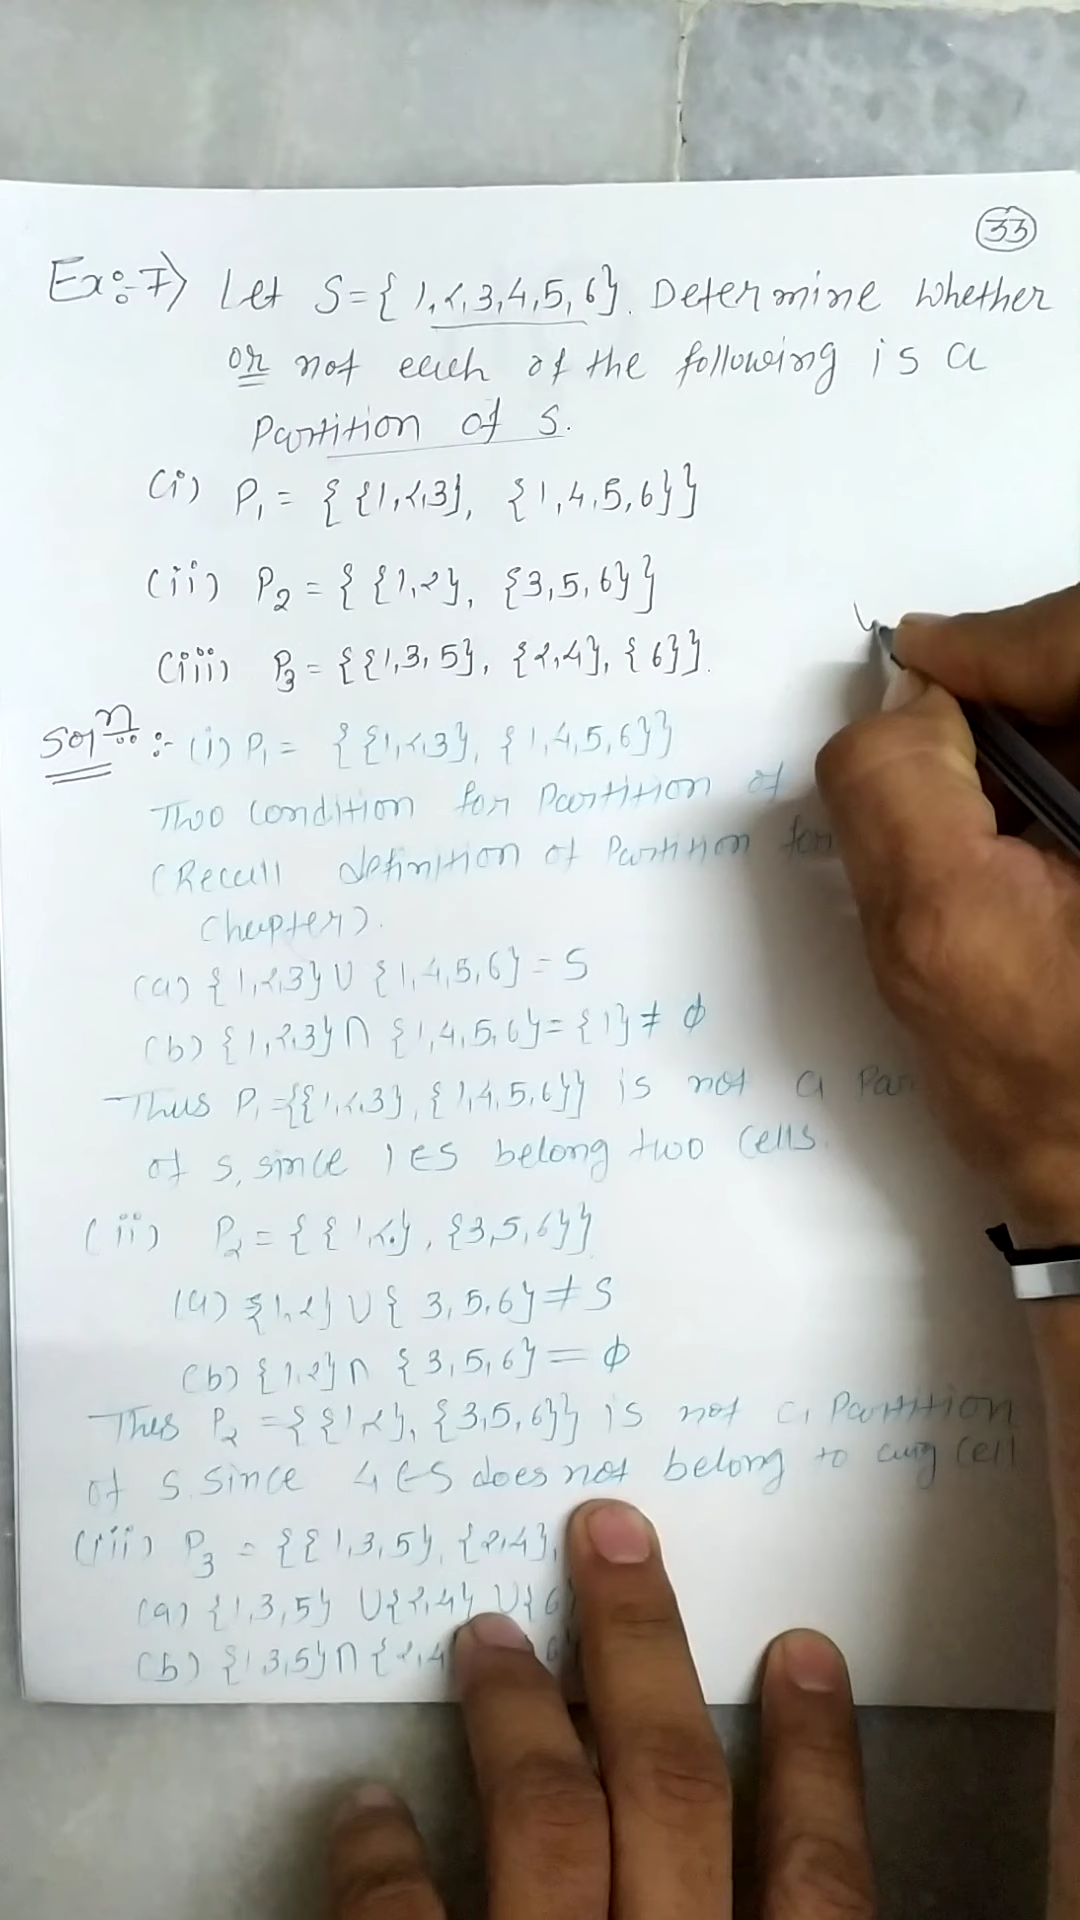 33
Ex:-7) Let S={1,2,3,4,5,6}. Determine whether
or not each of the following is a
Partition of S.
(i) P₁ = {{1,2,3}, {1,4,5,6}}
(ii) P₂ = {{1,2}, {3,5,6}}
(iii) P₃ = {{1,3,5}, {2,4}, {6}}.
Solⁿ :- (i) P₁ = {{1,2,3}, {1,4,5,6}}
Two condition for Partition of
(Recall definition of Partition
Chapter).
(a) {1,2,3} ∪ {1,4,5,6} = S
(b) {1,2,3} ∩ {1,4,5,6} = {1} ≠ ϕ
Thus P₁={{1,2,3}, {1,4,5,6}} is not a
of S, since 1∈S belong two cells.
(ii) P₂ = {{1,2}, {3,5,6}}
(a) {1,2} ∪ {3,5,6} ≠ S
(b) {1,2} ∩ {3,5,6} = ϕ
Thus P₂ = {{1,2}, {3,5,6}} is not a Partition
of S. Since 4∈S does not belong to any cell
(iii) P₃ = {{1,3,5}, {2,4},
(a) {1,3,5} ∪ {2,4} ∪ {6
(b) {1,3,5} ∩ {2,4